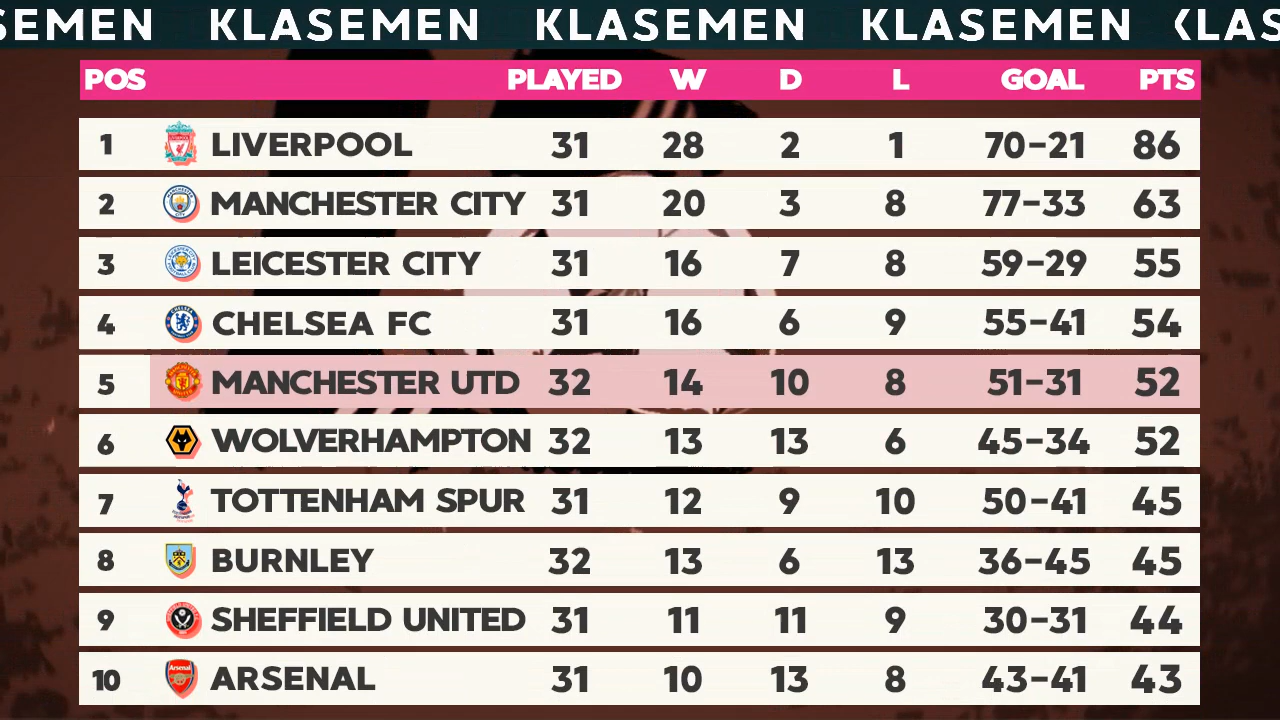 SEMEN KLASEMEN KLASEMEN KLASEMEN KLAS
POS PLAYED W D L GOAL PTS
1 LIVERPOOL 31 28 2 1 70-21 86
2 MANCHESTER CITY 31 20 3 8 77-33 63
3 LEICESTER CITY 31 16 7 8 59-29 55
4 CHELSEA FC 31 16 6 9 55-41 54
5 MANCHESTER UTD 32 14 10 8 51-31 52
6 WOLVERHAMPTON 32 13 13 6 45-34 52
7 TOTTENHAM SPUR 31 12 9 10 50-41 45
8 BURNLEY 32 13 6 13 36-45 45
9 SHEFFIELD UNITED 31 11 11 9 30-31 44
10 Arsenal ARSENAL 31 10 13 8 43-41 43